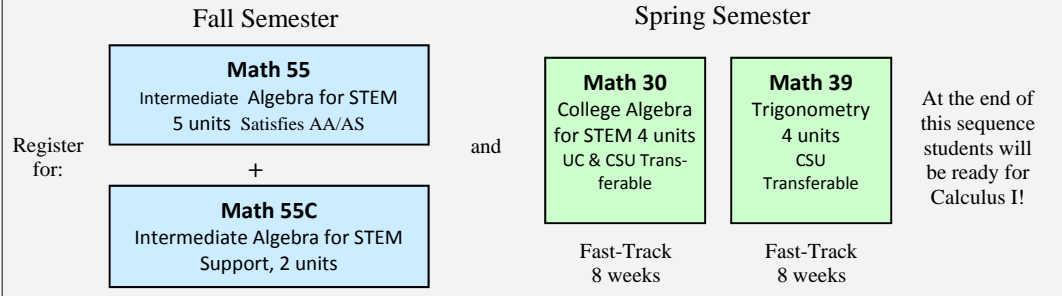 Fall Semester
Spring Semester
Register
for:
Math 55
Intermediate Algebra for STEM
5 units Satisfies AA/AS
+
Math 55C
Intermediate Algebra for STEM
Support, 2 units
and
Math 30
College Algebra
for STEM 4 units
UC & CSU Trans-
ferable
Fast-Track
8 weeks
Math 39
Trigonometry
4 units
CSU
Transferable
Fast-Track
8 weeks
At the end of
this sequence
students will
be ready for
Calculus I!